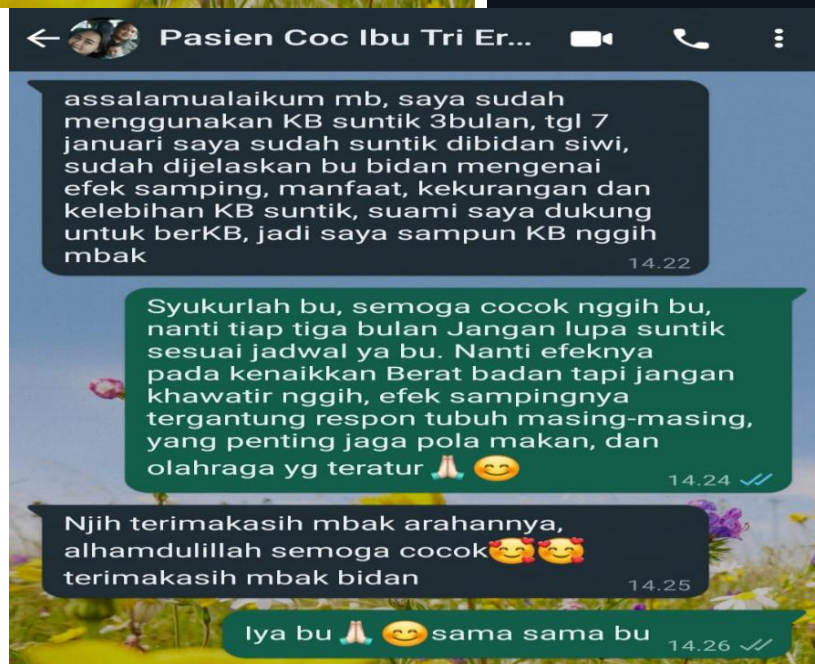 Pasien Coc Ibu Tri Er...
assalamualaikum mb, saya sudah
menggunakan KB suntik 3bulan, tgl 7
januari saya sudah suntik dibidan siwi,
sudah dijelaskan bu bidan mengenai
efek samping, manfaat, kekurangan dan
kelebihan KB suntik, suami saya dukung
untuk berKB, jadi saya sampun KB nggih
mbak
14.22
Syukurlah bu, semoga cocok nggih bu,
nanti tiap tiga bulan Jangan lupa suntik
sesuai jadwal ya bu. Nanti efeknya
pada kenaikkan Berat badan tapi jangan
khawatir nggih, efek sampingnya
tergantung respon tubuh masing-masing,
yang penting jaga pola makan, dan
olahraga yg teratur 🙏🏻 😊
14.24
Njih terimakasih mbak arahannya,
alhamdulillah semoga cocok🥰🥰
terimakasih mbak bidan
14.25
Iya bu 🙏🏻 😊sama sama bu
14.26